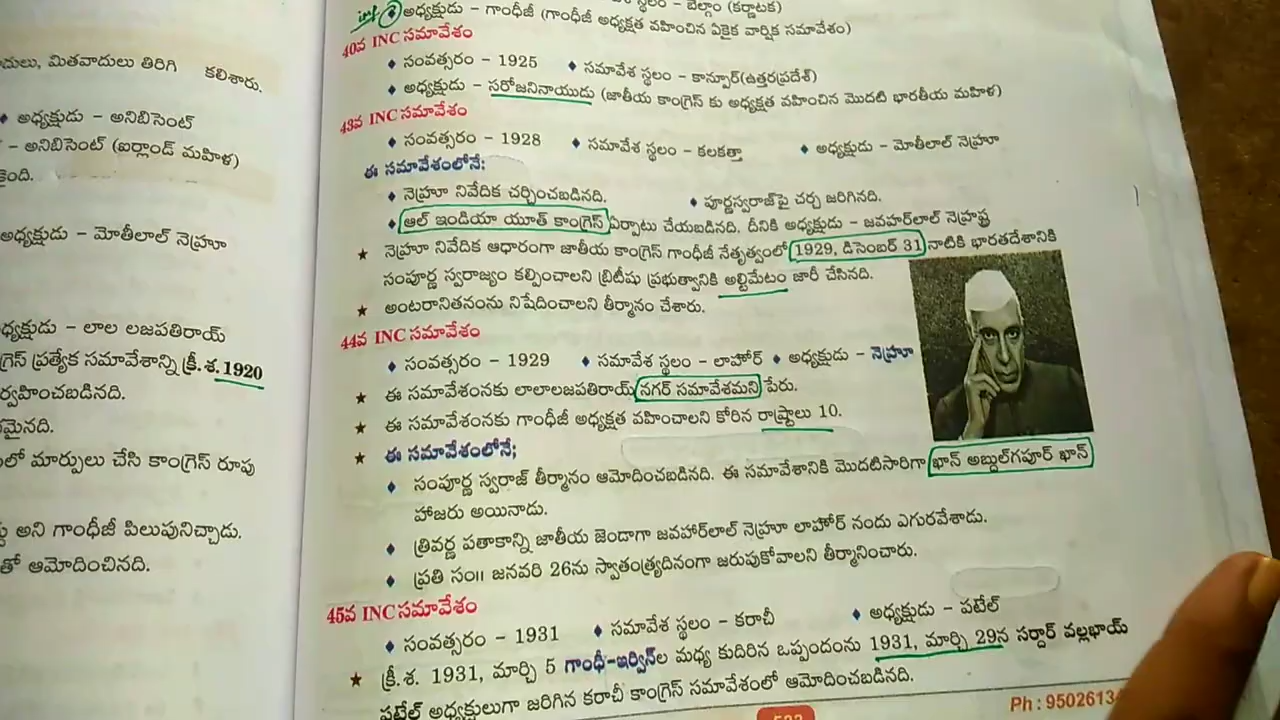 దులు, మితవాదులు తిరిగి కలిశారు.
♦ అధ్యక్షుడు - అనిబిసెంట్
- అనిబిసెంట్ (ఐర్లాండ్ మహిళ)
కైంది.
అధ్యక్షుడు - మోతీలాల్ నెహ్రూ
ధ్యక్షుడు - లాల లజపతిరాయ్
గ్రెస్ ప్రత్యేక సమావేశాన్ని క్రీ.శ. 1920
ర్వహించబడినది.
మైనది.
లో మార్పులు చేసి కాంగ్రెస్ రూపు
అని గాంధీజీ పిలుపునిచ్చాడు.
తో ఆమోదించినది.
స్థలం - బెల్గాం (కర్ణాటక)
అధ్యక్షుడు - గాంధీజీ (గాంధీజీ అధ్యక్షత వహించిన ఏకైక వార్షిక సమావేశం)
40వ INC సమావేశం
♦ సంవత్సరం - 1925 ♦ సమావేశ స్థలం - కాన్పూర్(ఉత్తరప్రదేశ్)
♦ అధ్యక్షుడు - సరోజనినాయుడు (జాతీయ కాంగ్రెస్ కు అధ్యక్షత వహించిన మొదటి భారతీయ మహిళ)
43వ INC సమావేశం
♦ సంవత్సరం - 1928 ♦ సమావేశ స్థలం - కలకత్తా ♦ అధ్యక్షుడు - మోతీలాల్ నెహ్రూ
ఈ సమావేశంలోనే:
♦ నెహ్రూ నివేదిక చర్చించబడినది. ♦ పూర్ణస్వరాజ్‌పై చర్చ జరిగినది.
♦ ఆల్ ఇండియా యూత్ కాంగ్రెస్ ఏర్పాటు చేయబడినది. దీనికి అధ్యక్షుడు - జవహర్‌లాల్ నెహ్రూ
★ నెహ్రూ నివేదిక ఆధారంగా జాతీయ కాంగ్రెస్ గాంధీజీ నేతృత్వంలో 1929, డిసెంబర్ 31 నాటికి భారతదేశానికి
సంపూర్ణ స్వరాజ్యం కల్పించాలని బ్రిటీషు ప్రభుత్వానికి అల్టిమేటం జారీ చేసినది.
★ అంటరానితనంను నిషేదించాలని తీర్మానం చేశారు.
44వ INC సమావేశం
♦ సంవత్సరం - 1929 ♦ సమావేశ స్థలం - లాహోర్ ♦ అధ్యక్షుడు - నెహ్రూ
★ ఈ సమావేశంనకు లాలాలజపతిరాయ్ నగర్ సమావేశమని పేరు.
★ ఈ సమావేశంనకు గాంధీజీ అధ్యక్షత వహించాలని కోరిన రాష్ట్రాలు 10.
★ ఈ సమావేశంలోనే;
♦ సంపూర్ణ స్వరాజ్ తీర్మానం ఆమోదించబడినది. ఈ సమావేశానికి మొదటిసారిగా ఖాన్ అబ్దుల్‌గపూర్ ఖాన్
హాజరు అయినాడు.
♦ త్రివర్ణ పతాకాన్ని జాతీయ జెండాగా జవహార్‌లాల్ నెహ్రూ లాహోర్ నందు ఎగురవేశాడు.
♦ ప్రతి సం॥ జనవరి 26ను స్వాతంత్ర్యదినంగా జరుపుకోవాలని తీర్మానించారు.
45వ INC సమావేశం
♦ సంవత్సరం - 1931 ♦ సమావేశ స్థలం - కరాచీ ♦ అధ్యక్షుడు - పటేల్
★ క్రీ.శ. 1931, మార్చి 5 గాంధీ-ఇర్విన్‌ల మధ్య కుదిరిన ఒప్పందంను 1931, మార్చి 29న సర్దార్ వల్లభాయ్
పటేల్ అధ్యక్షులుగా జరిగిన కరాచీ కాంగ్రెస్ సమావేశంలో ఆమోదించబడినది.
Ph : 9502613